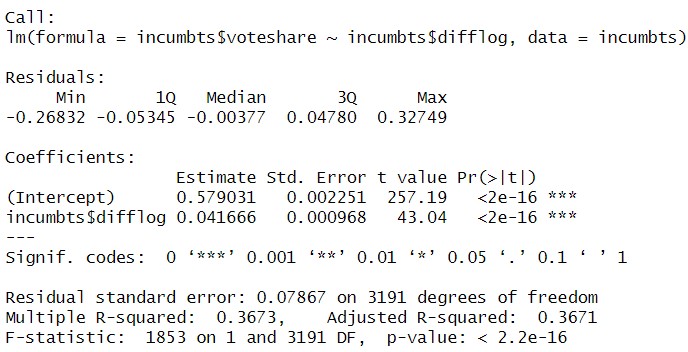 Call:
lm(formula = incumbts$voteshare ~ incumbts$difflog, data = incumbts)
Residuals:
Min 1Q Median 3Q Max
-0.26832 -0.05345 -0.00377 0.04780 0.32749
Coefficients:
Estimate Std. Error t value Pr(>|t|)
(Intercept) 0.579031 0.002251 257.19 <2e-16 ***
incumbts$difflog 0.041666 0.000968 43.04 <2e-16 ***
---
Signif. codes: 0 ‘***’ 0.001 ‘**’ 0.01 ‘*’ 0.05 ‘.’ 0.1 ‘ ’ 1
Residual standard error: 0.07867 on 3191 degrees of freedom
Multiple R-squared: 0.3673, Adjusted R-squared: 0.3671
F-statistic: 1853 on 1 and 3191 DF, p-value: < 2.2e-16